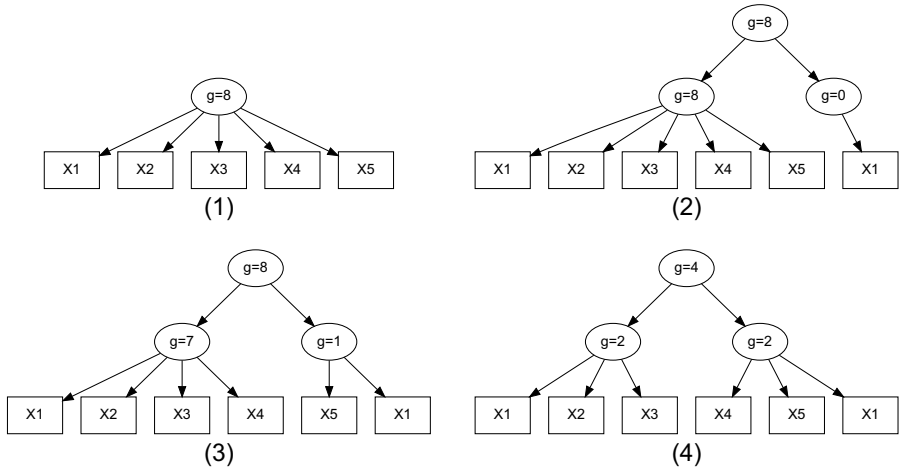 g=8
X1 X2 X3 X4 X5
(1)
g=8
g=8 g=0
X1 X2 X3 X4 X5 X1
(2)
g=8
g=7 g=1
X1 X2 X3 X4 X5 X1
(3)
g=4
g=2 g=2
X1 X2 X3 X4 X5 X1
(4)